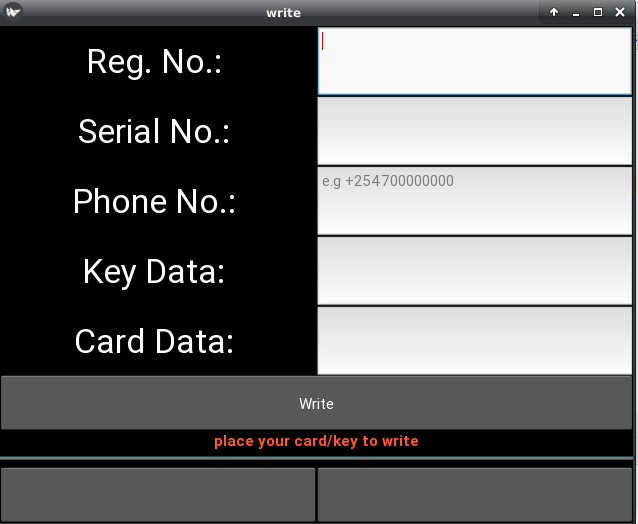 write
Reg. No.:
Serial No.:
Phone No.: e.g +254700000000
Key Data:
Card Data:
Write
place your card/key to write